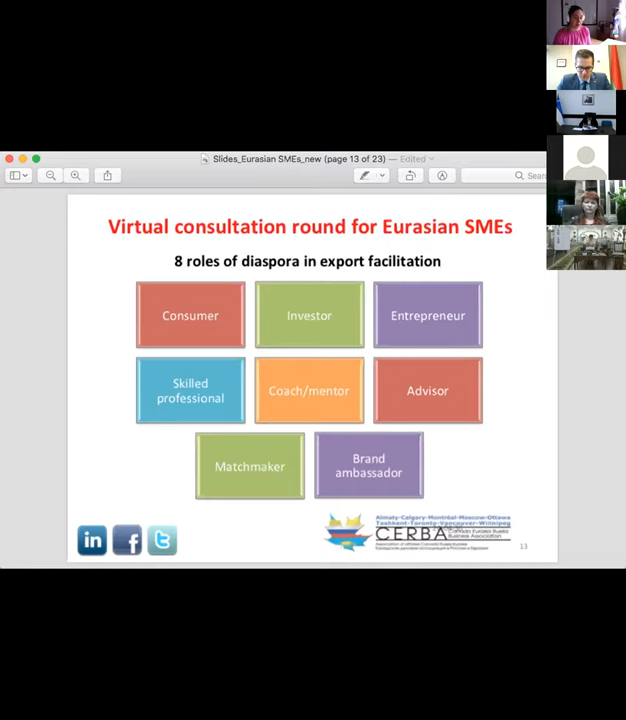 Slides_Eurasian SMEs_new (page 13 of 23) — Edited
Sear
Virtual consultation round for Eurasian SMEs
8 roles of diaspora in export facilitation
Consumer
Investor
Entrepreneur
Skilled
professional
Coach/mentor
Advisor
Matchmaker
Brand
ambassador
in f
Almaty-Calgary-Montréal-Moscow-Ottawa
Tashkent-Toronto-Vancouver-Winnipeg
CERBA
Canada Eurasia Russia
Business Association
13